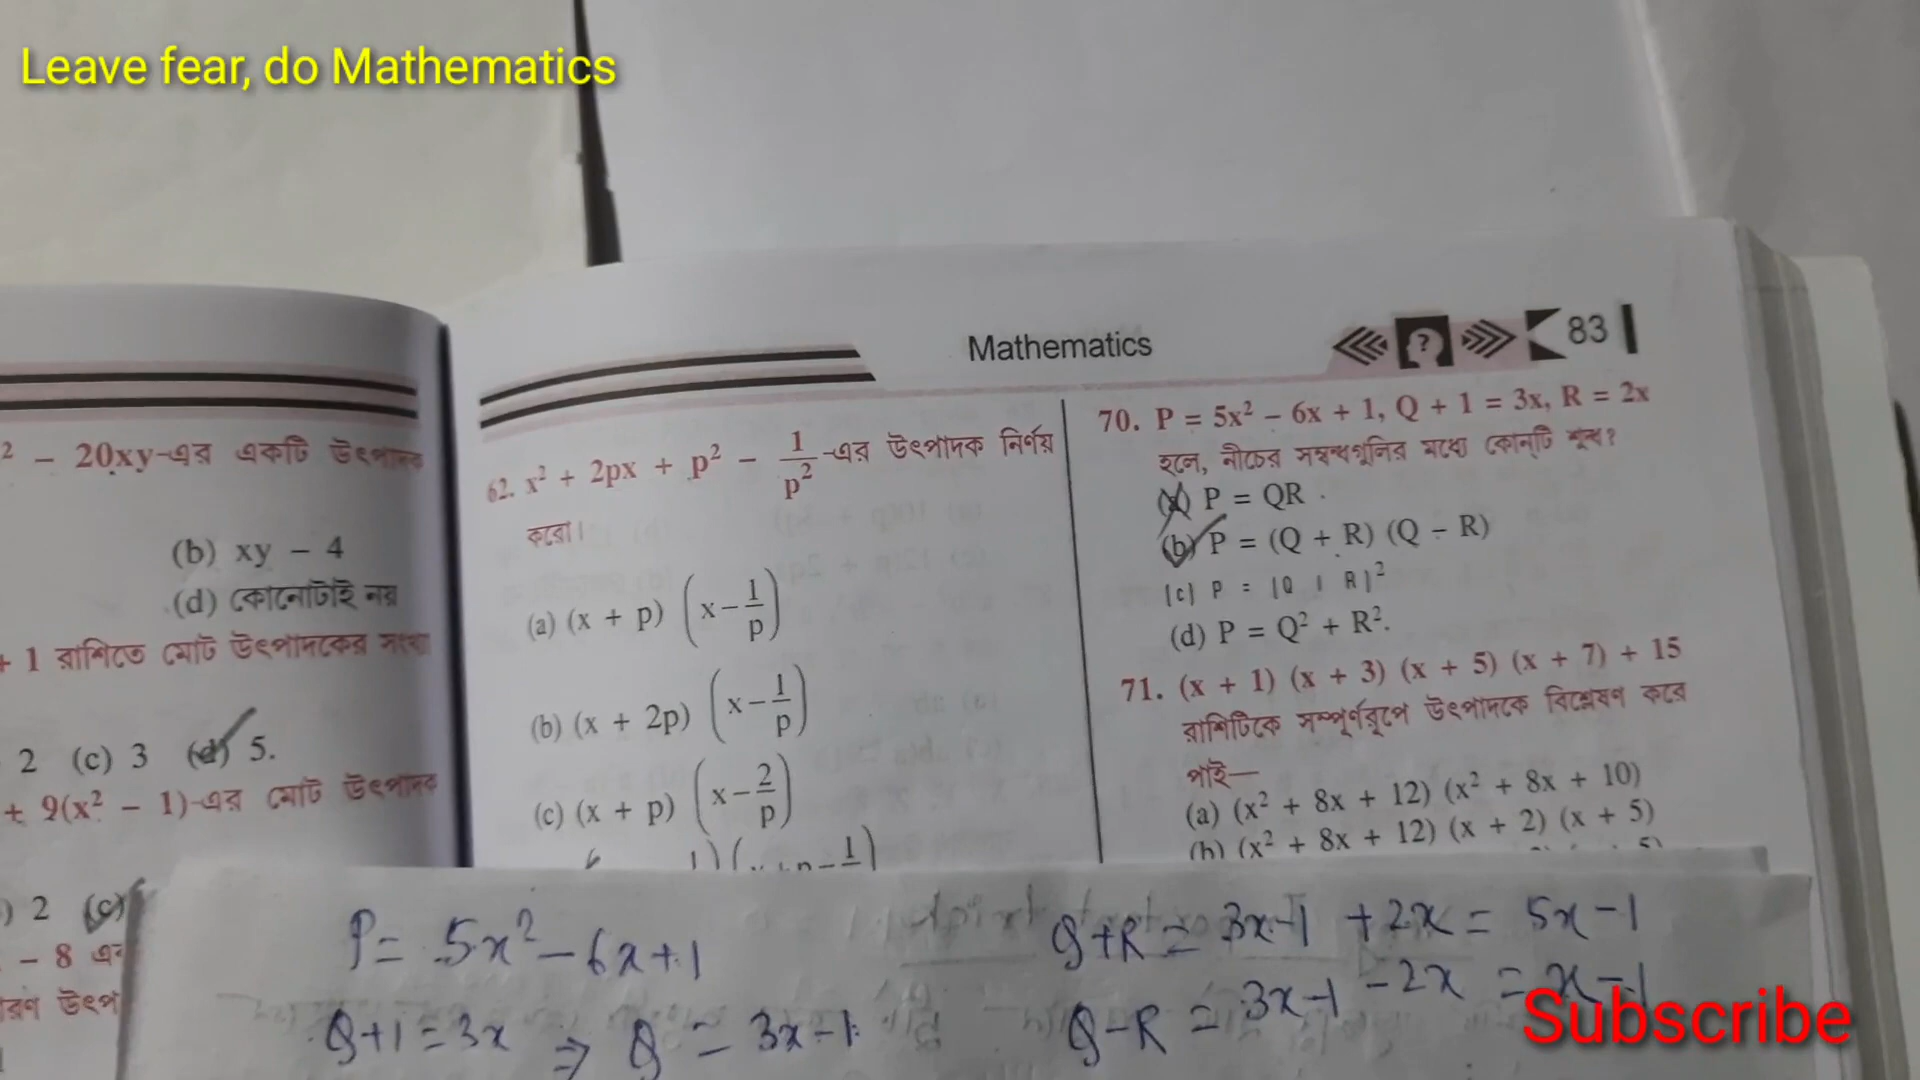 Leave fear, do Mathematics
Mathematics
83
² − 20xy-এর একটি উৎপাদক
(b) xy − 4
(d) কোনোটাই নয়
+ 1 রাশিতে মোট উৎপাদকের সংখ্যা
2 (c) 3 (d) 5.
+ 9(x² − 1)-এর মোট উৎপাদক
) 2 (c)
− 8 এর
62. x² + 2px + p² − 1/p² -এর উৎপাদক নির্ণয়
করো।
(a) (x + p) (x − 1/p)
(b) (x + 2p) (x − 1/p)
(c) (x + p) (x − 2/p)
70. P = 5x² − 6x + 1, Q + 1 = 3x, R = 2x
হলে, নীচের সম্বন্ধগুলির মধ্যে কোন্‌টি শুদ্ধ?
(a) P = QR
(b) P = (Q + R) (Q − R)
(d) P = Q² + R².
71. (x + 1) (x + 3) (x + 5) (x + 7) + 15
রাশিটিকে সম্পূর্ণরূপে উৎপাদকে বিশ্লেষণ করে
পাই—
(a) (x² + 8x + 12) (x² + 8x + 10)
(b) (x² + 8x + 12) (x + 2) (x + 5)
P = 5x² − 6x + 1
Q + 1 = 3x ⇒ Q = 3x − 1
Q + R = 3x − 1 + 2x = 5x − 1
Q − R = 3x − 1 − 2x = x − 1
Subscribe